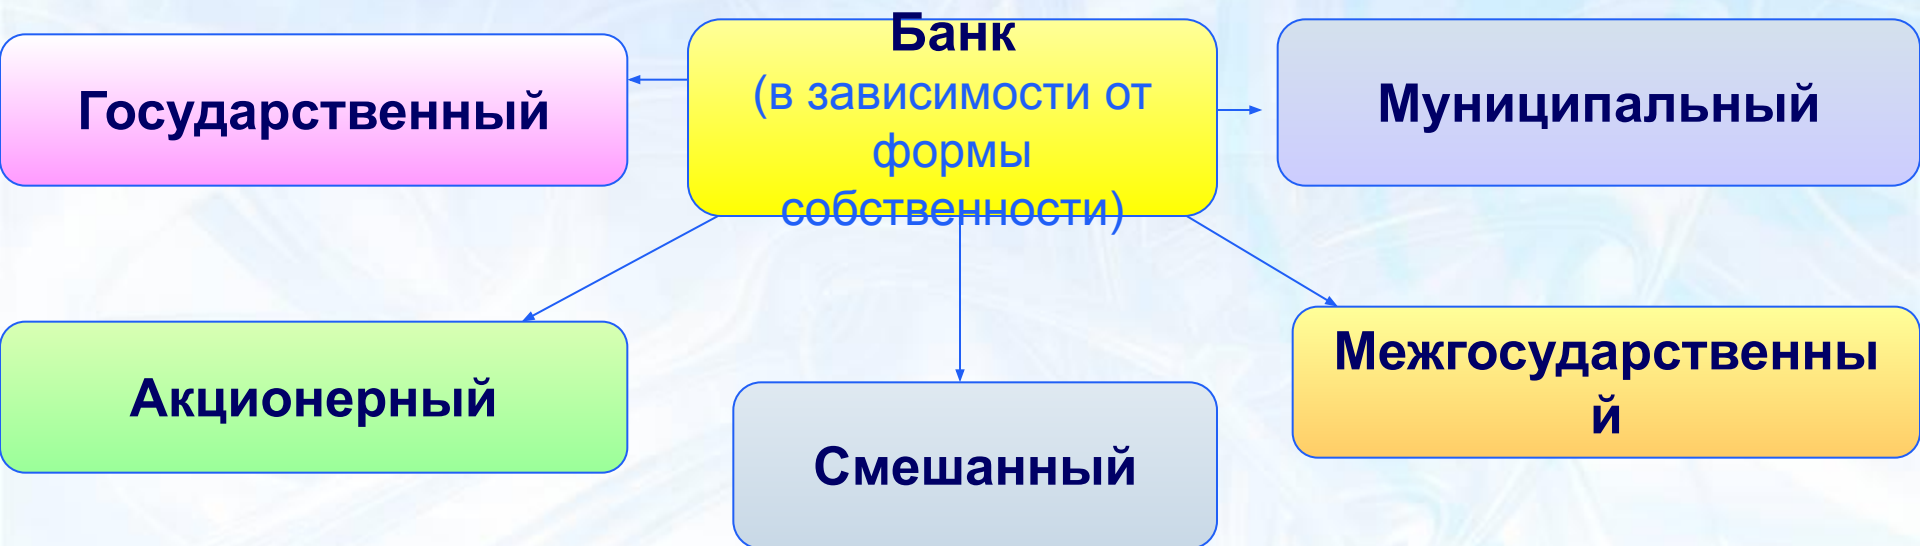 Банк
(в зависимости от
формы
собственности)
Государственный
Муниципальный
Акционерный
Смешанный
Межгосударственны
й